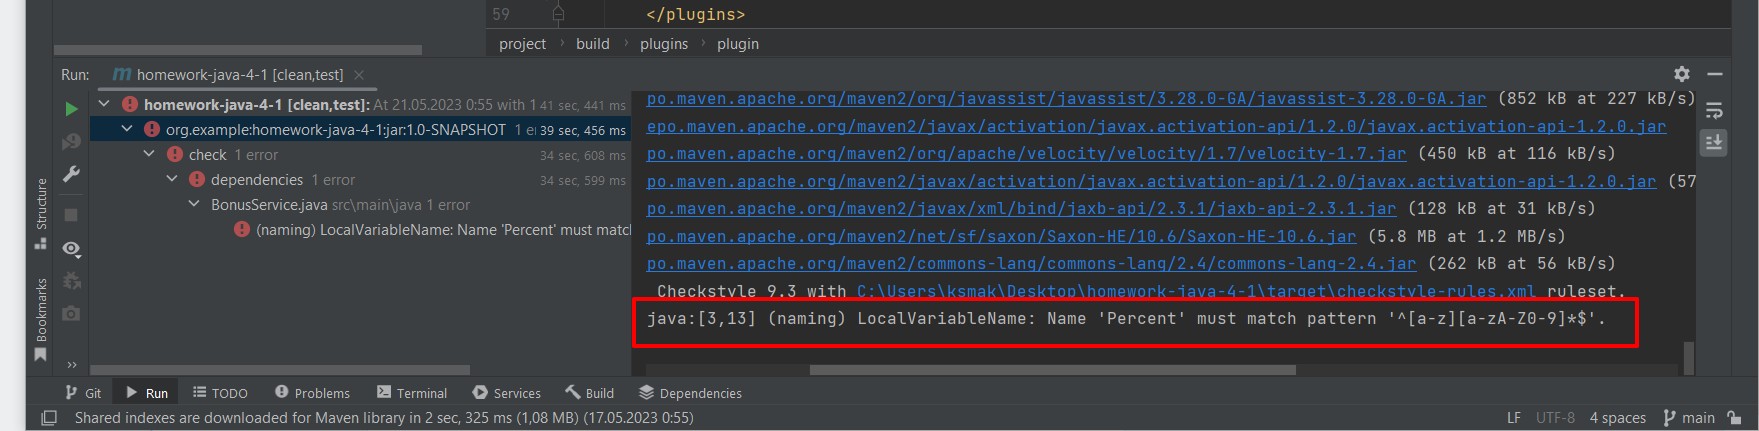 59 </plugins>
project › build › plugins › plugin
Run: homework-java-4-1 [clean,test] ×
homework-java-4-1 [clean,test]: At 21.05.2023 0:55 with 1 41 sec, 441 ms
org.example:homework-java-4-1:jar:1.0-SNAPSHOT 1 er 39 sec, 456 ms
check 1 error 34 sec, 608 ms
dependencies 1 error 34 sec, 599 ms
BonusService.java src\main\java 1 error
(naming) LocalVariableName: Name 'Percent' must matc
po.maven.apache.org/maven2/org/javassist/javassist/3.28.0-GA/javassist-3.28.0-GA.jar (852 kB at 227 kB/s)
epo.maven.apache.org/maven2/javax/activation/javax.activation-api/1.2.0/javax.activation-api-1.2.0.jar
po.maven.apache.org/maven2/org/apache/velocity/velocity/1.7/velocity-1.7.jar (450 kB at 116 kB/s)
po.maven.apache.org/maven2/javax/activation/javax.activation-api/1.2.0/javax.activation-api-1.2.0.jar (57
po.maven.apache.org/maven2/javax/xml/bind/jaxb-api/2.3.1/jaxb-api-2.3.1.jar (128 kB at 31 kB/s)
po.maven.apache.org/maven2/net/sf/saxon/Saxon-HE/10.6/Saxon-HE-10.6.jar (5.8 MB at 1.2 MB/s)
po.maven.apache.org/maven2/commons-lang/commons-lang/2.4/commons-lang-2.4.jar (262 kB at 56 kB/s)
Checkstyle 9.3 with C:\Users\ksmak\Desktop\homework-java-4-1\target\checkstyle-rules.xml ruleset.
java:[3,13] (naming) LocalVariableName: Name 'Percent' must match pattern '^[a-z][a-zA-Z0-9]*$'.
Structure
Bookmarks
Git Run TODO Problems Terminal Services Build Dependencies
Shared indexes are downloaded for Maven library in 2 sec, 325 ms (1,08 MB) (17.05.2023 0:55) LF UTF-8 4 spaces main